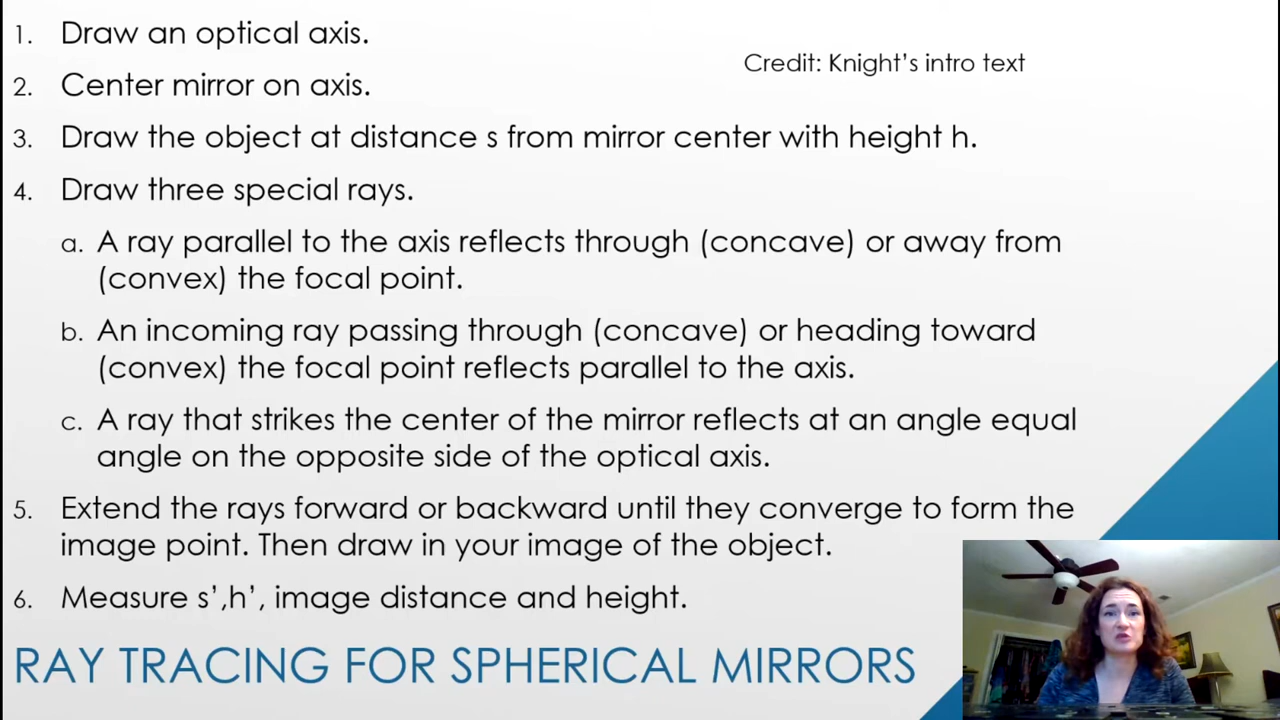 1. Draw an optical axis.
Credit: Knight's intro text
2. Center mirror on axis.
3. Draw the object at distance s from mirror center with height h.
4. Draw three special rays.
a. A ray parallel to the axis reflects through (concave) or away from
(convex) the focal point.
b. An incoming ray passing through (concave) or heading toward
(convex) the focal point reflects parallel to the axis.
c. A ray that strikes the center of the mirror reflects at an angle equal
angle on the opposite side of the optical axis.
5. Extend the rays forward or backward until they converge to form the
image point. Then draw in your image of the object.
6. Measure s',h', image distance and height.
RAY TRACING FOR SPHERICAL MIRRORS